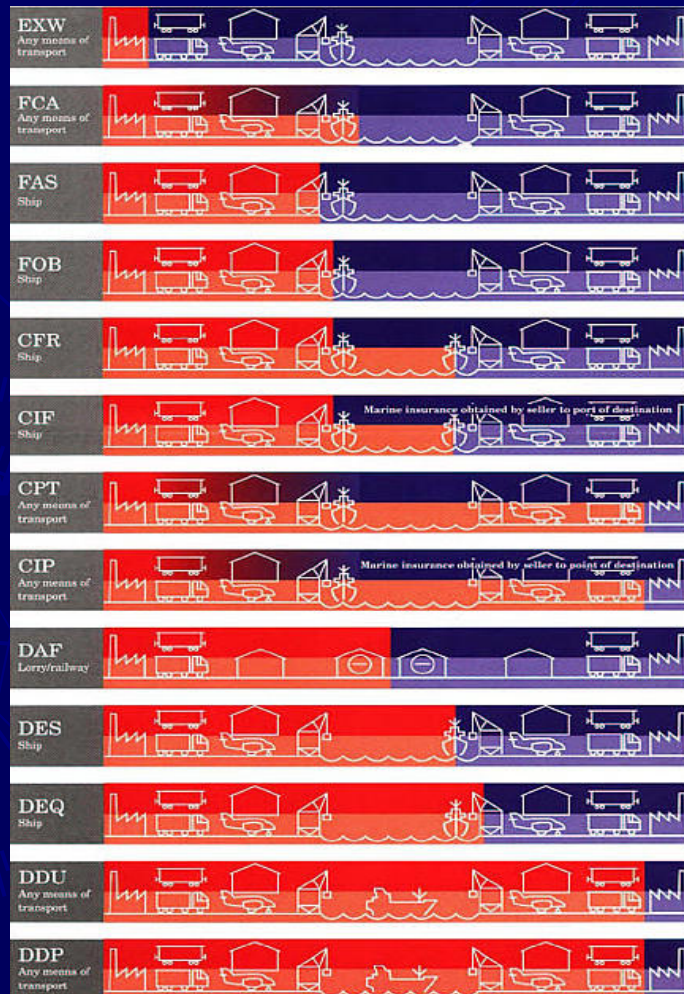 EXW
Any means of
transport
FCA
Any means of
transport
FAS
Ship
FOB
Ship
CFR
Ship
CIF
Ship
Marine insurance obtained by seller to port of destination
CPT
Any means of
transport
CIP
Any means of
transport
Marine insurance obtained by seller to point of destination
DAF
Lorry/railway
DES
Ship
DEQ
Ship
DDU
Any means of
transport
DDP
Any means of
transport